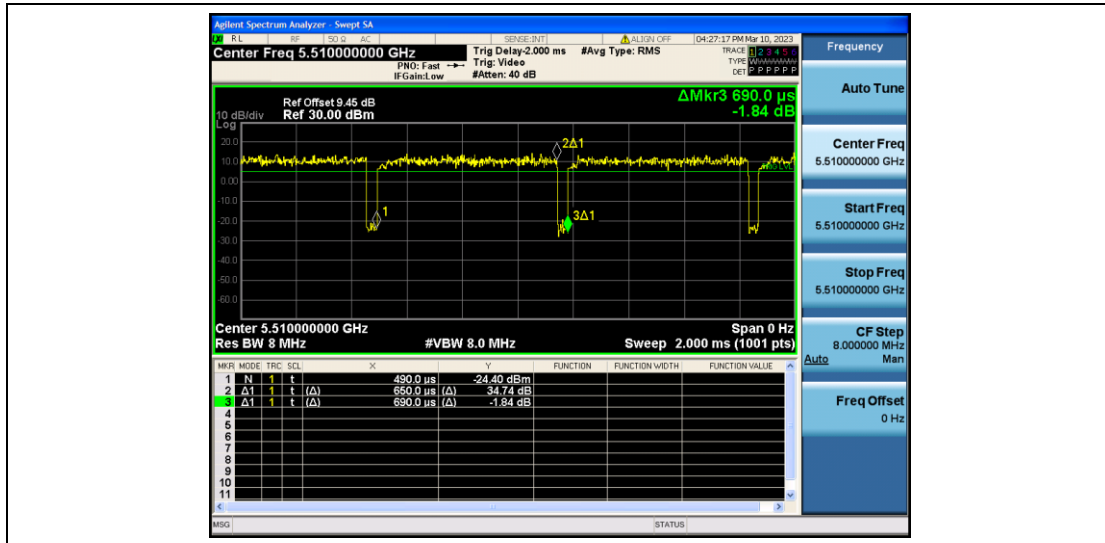 Agilent Spectrum Analyzer - Swept SA
RL RF 50 Ω AC SENSE:INT ALIGN OFF 04:27:17 PM Mar 10, 2023
Center Freq 5.510000000 GHz
PNO: Fast
IFGain:Low
Trig Delay-2.000 ms
Trig: Video
#Atten: 40 dB
#Avg Type: RMS
TRACE 1 2 3 4 5 6
TYPE
DET P P P P P P
ΔMkr3 690.0 µs
-1.84 dB
Ref Offset 9.45 dB
10 dB/div Ref 30.00 dBm
Log
20.0
10.0
0.00
-10.0
-20.0
-30.0
-40.0
-50.0
-60.0
1
2Δ1
3Δ1
Center 5.510000000 GHz Span 0 Hz
Res BW 8 MHz #VBW 8.0 MHz Sweep 2.000 ms (1001 pts)
MKR MODE TRC SCL X Y FUNCTION FUNCTION WIDTH FUNCTION VALUE
1 N 1 t 490.0 µs -24.40 dBm
2 Δ1 1 t (Δ) 650.0 µs (Δ) 34.74 dB
3 Δ1 1 t (Δ) 690.0 µs (Δ) -1.84 dB
4
5
6
7
8
9
10
11
MSG STATUS
Frequency
Auto Tune
Center Freq
5.510000000 GHz
Start Freq
5.510000000 GHz
Stop Freq
5.510000000 GHz
CF Step
8.000000 MHz
Auto Man
Freq Offset
0 Hz